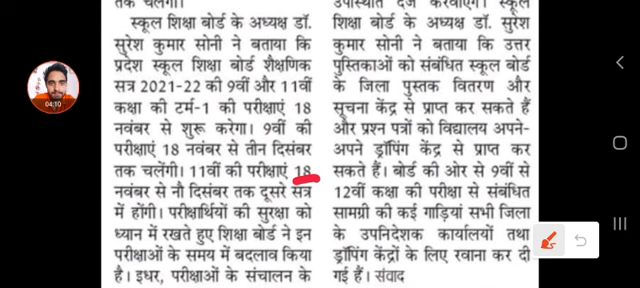 04:10
तक चलेंगी।
स्कूल शिक्षा बोर्ड के अध्यक्ष डॉ.
सुरेश कुमार सोनी ने बताया कि
प्रदेश स्कूल शिक्षा बोर्ड शैक्षणिक
सत्र 2021-22 की 9वीं और 11वीं
कक्षा की टर्म-1 की परीक्षाएं 18
नवंबर से शुरू करेगा। 9वीं की
परीक्षाएं 18 नवंबर से तीन दिसंबर
तक चलेंगी। 11वीं की परीक्षाएं 18
नवंबर से नौ दिसंबर तक दूसरे सत्र
में होंगी। परीक्षार्थियों की सुरक्षा को
ध्यान में रखते हुए शिक्षा बोर्ड ने इन
परीक्षाओं के समय में बदलाव किया
है। इधर, परीक्षाओं के संचालन के
उपस्थिति दर्ज करवाएंगे। स्कूल
शिक्षा बोर्ड के अध्यक्ष डॉ. सुरेश
कुमार सोनी ने बताया कि उत्तर
पुस्तिकाओं को संबंधित स्कूल बोर्ड
के जिला पुस्तक वितरण और
सूचना केंद्र से प्राप्त कर सकते हैं
और प्रश्न पत्रों को विद्यालय अपने-
अपने ड्रॉपिंग केंद्र से प्राप्त कर
सकते हैं। बोर्ड की ओर से 9वीं से
12वीं कक्षा की परीक्षा से संबंधित
सामग्री की कई गाड़ियां सभी जिला
के उपनिदेशक कार्यालयों तथा
ड्रॉपिंग केंद्रों के लिए रवाना कर दी
गई हैं। संवाद